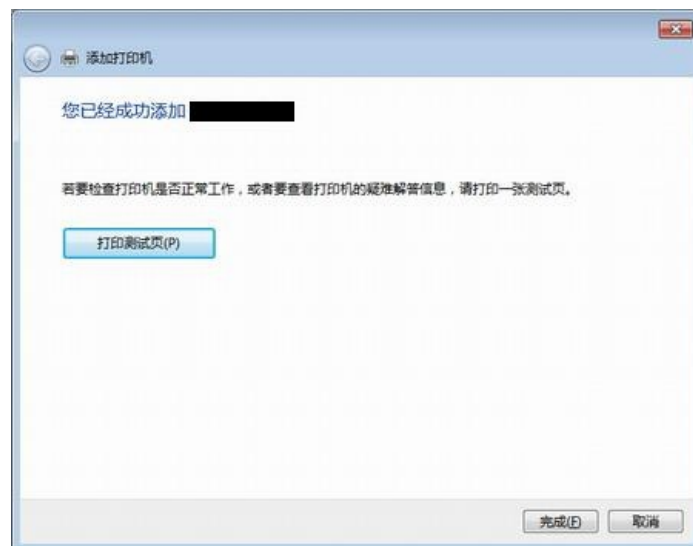 添加打印机
您已经成功添加
若要检查打印机是否正常工作，或者要查看打印机的疑难解答信息，请打印一张测试页。
打印测试页(P)
完成(F) 取消